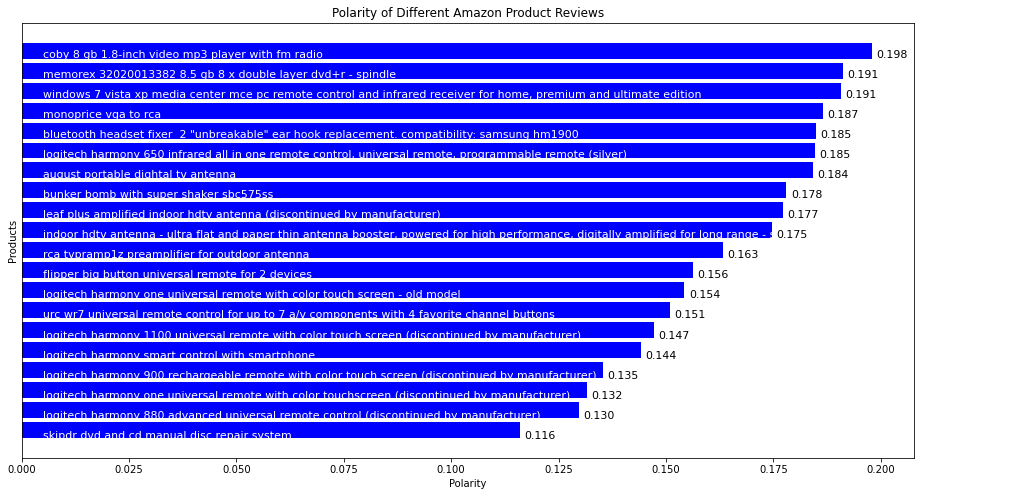 Polarity of Different Amazon Product Reviews
coby 8 gb 1.8-inch video mp3 player with fm radio 0.198
memorex 32020013382 8.5 gb 8 x double layer dvd+r - spindle 0.191
windows 7 vista xp media center mce pc remote control and infrared receiver for home, premium and ultimate edition 0.191
monoprice vga to rca 0.187
bluetooth headset fixer 2 "unbreakable" ear hook replacement. compatibility: samsung hm1900 0.185
logitech harmony 650 infrared all in one remote control, universal remote, programmable remote (silver) 0.185
august portable dightal tv antenna 0.184
bunker bomb with super shaker sbc575ss 0.178
leaf plus amplified indoor hdtv antenna (discontinued by manufacturer) 0.177
indoor hdtv antenna - ultra flat and paper thin antenna booster, powered for high performance, digitally amplified for long range - 0.175
rca tvpramp1z preamplifier for outdoor antenna 0.163
flipper big button universal remote for 2 devices 0.156
logitech harmony one universal remote with color touch screen - old model 0.154
urc wr7 universal remote control for up to 7 a/v components with 4 favorite channel buttons 0.151
logitech harmony 1100 universal remote with color touch screen (discontinued by manufacturer) 0.147
logitech harmony smart control with smartphone 0.144
logitech harmony 900 rechargeable remote with color touch screen (discontinued by manufacturer) 0.135
logitech harmony one universal remote with color touchscreen (discontinued by manufacturer) 0.132
logitech harmony 880 advanced universal remote control (discontinued by manufacturer) 0.130
skipdr dvd and cd manual disc repair system 0.116
Products
0.000 0.025 0.050 0.075 0.100 0.125 0.150 0.175 0.200
Polarity